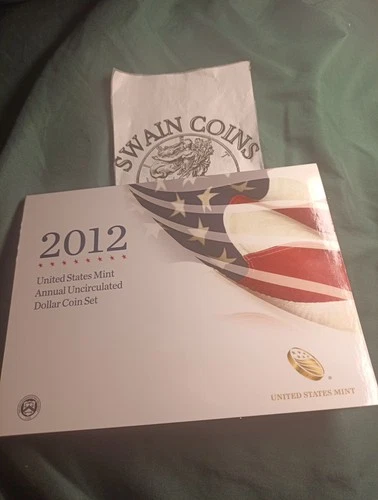 SWAIN COINS
2012
United States Mint
Annual Uncirculated
Dollar Coin Set
UNITED STATES MINT